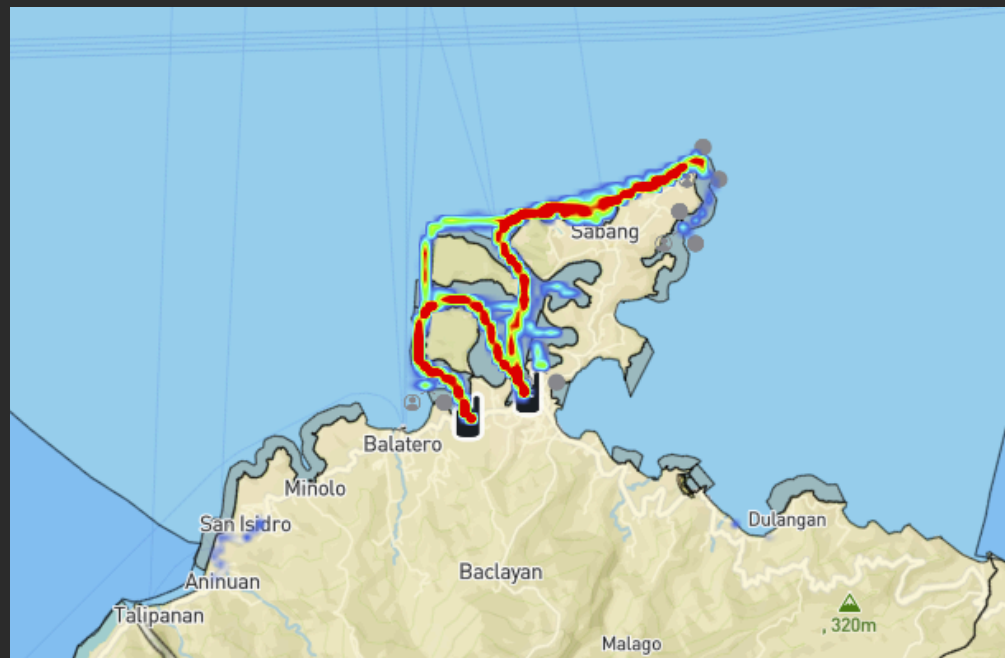 Sabang
Balatero
Minolo
San Isidro
Dulangan
Baclayan
Aninuan
Talipanan
, 320m
Malago